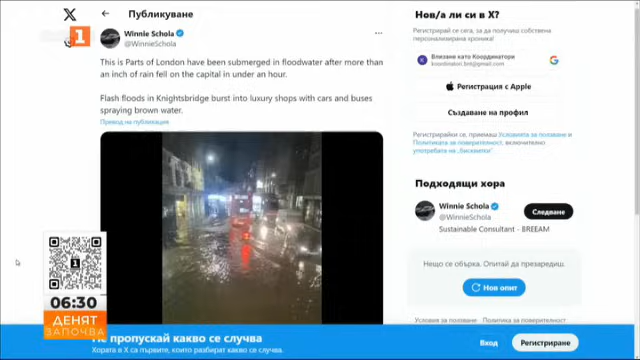 Публикуване
1
Winnie Schola
@WinnieSchola
This is Parts of London have been submerged in floodwater after more than
an inch of rain fell on the capital in under an hour.
Flash floods in Knightsbridge burst into luxury shops with cars and buses
spraying brown water.
Превод на публикация
Нов/а ли си в X?
Регистрирай се сега, за да получиш собствена
персонализирана хроника!
Влизане като Координатори
Регистрация с Apple
Създаване на профил
Регистрирайки се, приемаш Условията за ползване и
Политиката за поверителност, включително
употребата на „бисквитки“.
Подходящи хора
Winnie Schola
@WinnieSchola
Следване
Sustainable Consultant - BREEAM
Нещо се обърка. Опитай да презаредиш.
Нов опит
Условия за ползване Политика за поверителност
1
06:30
ДЕНЯТ
ЗАПОЧВА
Не пропускай какво се случва
Хората в X са първите, които разбират какво се случва.
Вход
Регистриране